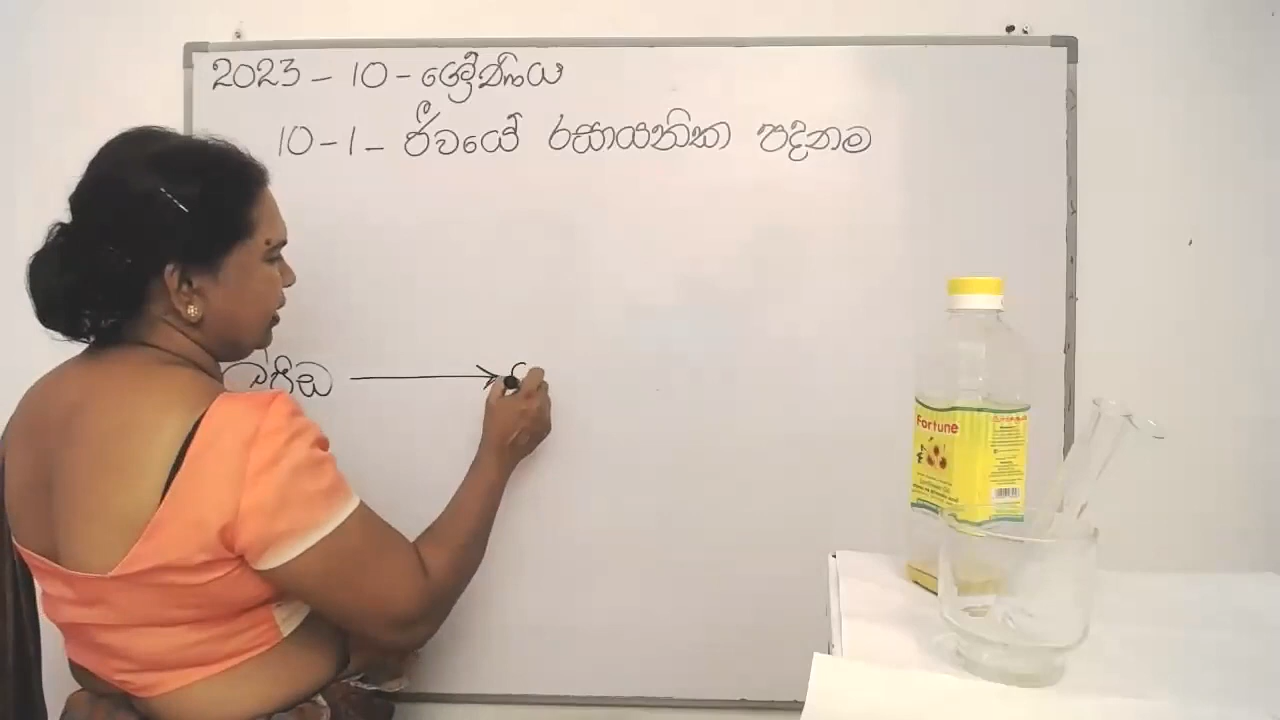 2023 - 10 - ශ්‍රේණිය
10-1- ජීවයේ රසායනික පදනම
ලිපිඩ
Fortune